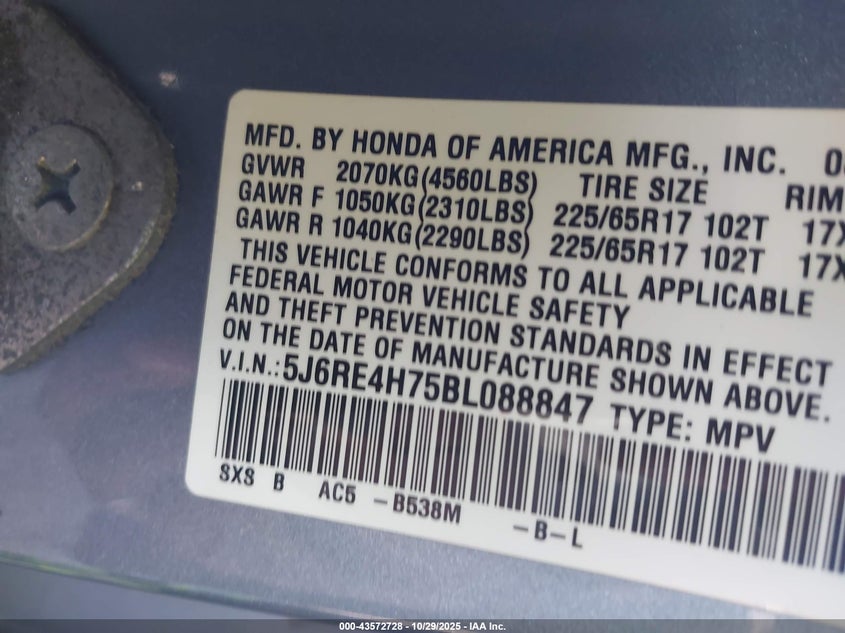 MFD. BY HONDA OF AMERICA MFG., INC.
GVWR 2070KG(4560LBS) TIRE SIZE RIM
GAWR F 1050KG(2310LBS) 225/65R17 102T 17X
GAWR R 1040KG(2290LBS) 225/65R17 102T 17X
THIS VEHICLE CONFORMS TO ALL APPLICABLE
FEDERAL MOTOR VEHICLE SAFETY
AND THEFT PREVENTION STANDARDS IN EFFECT
ON THE DATE OF MANUFACTURE SHOWN ABOVE.
V.I.N.:5J6RE4H75BL088847 TYPE: MPV
SXS B AC5 -B538M -B-L
000-43572728 - 10/29/2025 - IAA Inc.